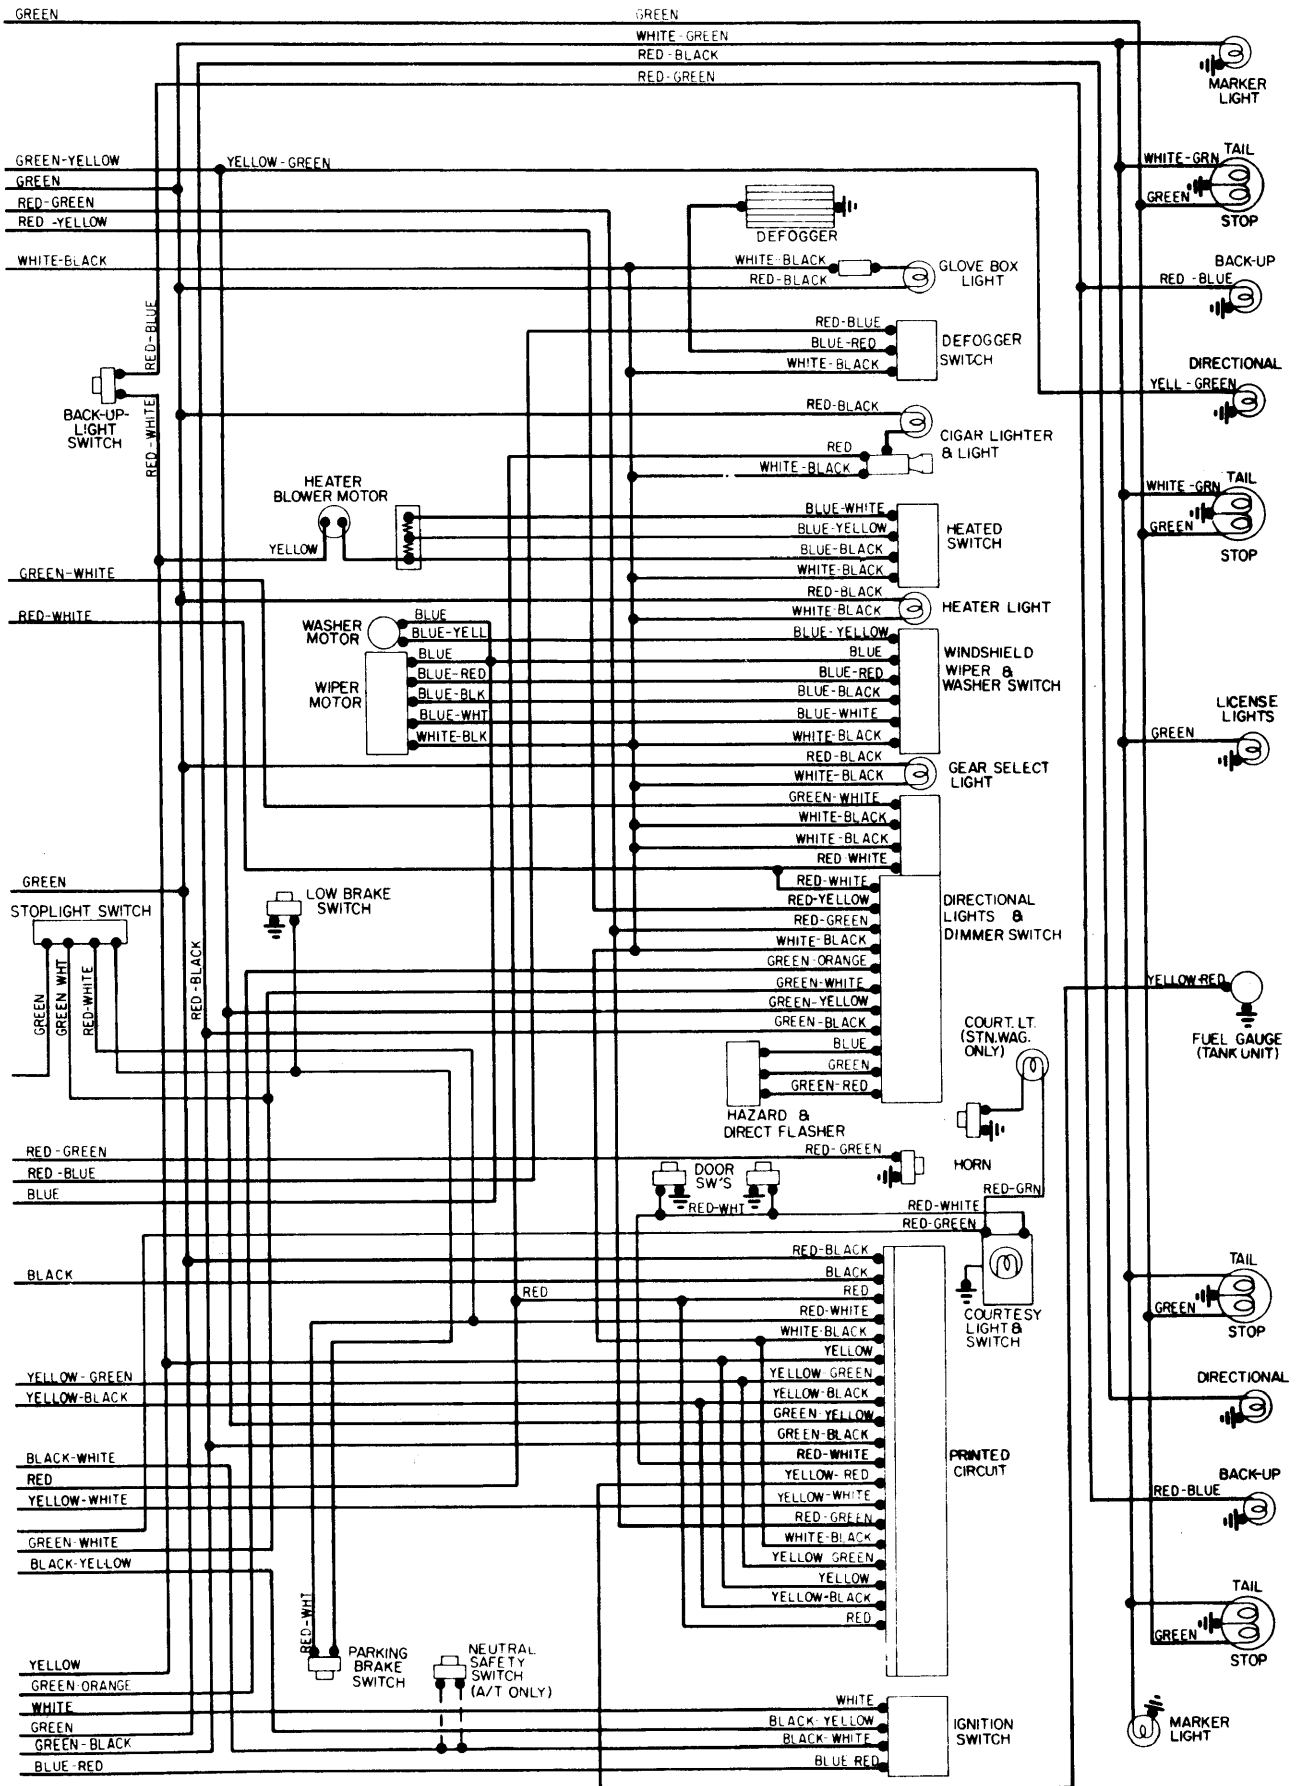 GREEN
GREEN
WHITE-GREEN
RED-BLACK
RED-GREEN
MARKER
LIGHT
GREEN-YELLOW
YELLOW-GREEN
GREEN
RED-GREEN
RED -YELLOW
WHITE-GRN
TAIL
GREEN
STOP
DEFOGGER
WHITE-BLACK
WHITE-BLACK
RED-BLACK
GLOVE BOX
LIGHT
BACK-UP
RED -BLUE
RED-BLUE
RED-BLUE
BLUE-RED
WHITE-BLACK
DEFOGGER
SWITCH
DIRECTIONAL
YELL-GREEN
BACK-UP-
LIGHT
SWITCH
RED-WHITE
RED-BLACK
RED
WHITE-BLACK
CIGAR LIGHTER
& LIGHT
HEATER
BLOWER MOTOR
YELLOW
BLUE-WHITE
BLUE-YELLOW
BLUE-BLACK
WHITE-BLACK
HEATED
SWITCH
WHITE-GRN
TAIL
GREEN
STOP
GREEN-WHITE
RED-BLACK
WHITE-BLACK
HEATER LIGHT
RED-WHITE
WASHER
MOTOR
BLUE
BLUE-YELL
WIPER
MOTOR
BLUE
BLUE-RED
BLUE-BLK
BLUE-WHT
WHITE-BLK
BLUE-YELLOW
BLUE
BLUE-RED
BLUE-BLACK
BLUE-WHITE
WHITE-BLACK
WINDSHIELD
WIPER &
WASHER SWITCH
LICENSE
LIGHTS
GREEN
RED-BLACK
WHITE-BLACK
GEAR SELECT
LIGHT
GREEN-WHITE
WHITE-BLACK
WHITE-BLACK
RED WHITE
GREEN
STOPLIGHT SWITCH
GREEN
GREEN WHT
RED-WHITE
RED-BLACK
LOW BRAKE
SWITCH
RED-WHITE
RED-YELLOW
RED-GREEN
WHITE-BLACK
GREEN-ORANGE
GREEN-WHITE
GREEN-YELLOW
GREEN-BLACK
BLUE
GREEN
GREEN-RED
DIRECTIONAL
LIGHTS &
DIMMER SWITCH
HAZARD &
DIRECT FLASHER
COURT. LT.
(STN.WAG.
ONLY)
YELLOW-RED
FUEL GAUGE
(TANK UNIT)
RED-GREEN
RED-BLUE
BLUE
RED-GREEN
HORN
DOOR
SW'S
RED-WHT
RED-GRN
RED-WHITE
RED-GREEN
COURTESY
LIGHT &
SWITCH
BLACK
RED
RED-BLACK
BLACK
RED
RED-WHITE
WHITE-BLACK
YELLOW
YELLOW GREEN
YELLOW-BLACK
GREEN-YELLOW
GREEN-BLACK
RED-WHITE
YELLOW-RED
YELLOW-WHITE
RED-GREEN
WHITE-BLACK
YELLOW GREEN
YELLOW
YELLOW-BLACK
RED
PRINTED
CIRCUIT
TAIL
GREEN
STOP
DIRECTIONAL
BACK-UP
RED-BLUE
TAIL
GREEN
STOP
MARKER
LIGHT
YELLOW-GREEN
YELLOW-BLACK
BLACK-WHITE
RED
YELLOW-WHITE
GREEN-WHITE
BLACK-YELLOW
RED-WHT
PARKING
BRAKE
SWITCH
NEUTRAL
SAFETY
SWITCH
(A/T ONLY)
YELLOW
GREEN-ORANGE
WHITE
GREEN
GREEN-BLACK
BLUE-RED
WHITE
BLACK-YELLOW
BLACK-WHITE
BLUE RED
IGNITION
SWITCH